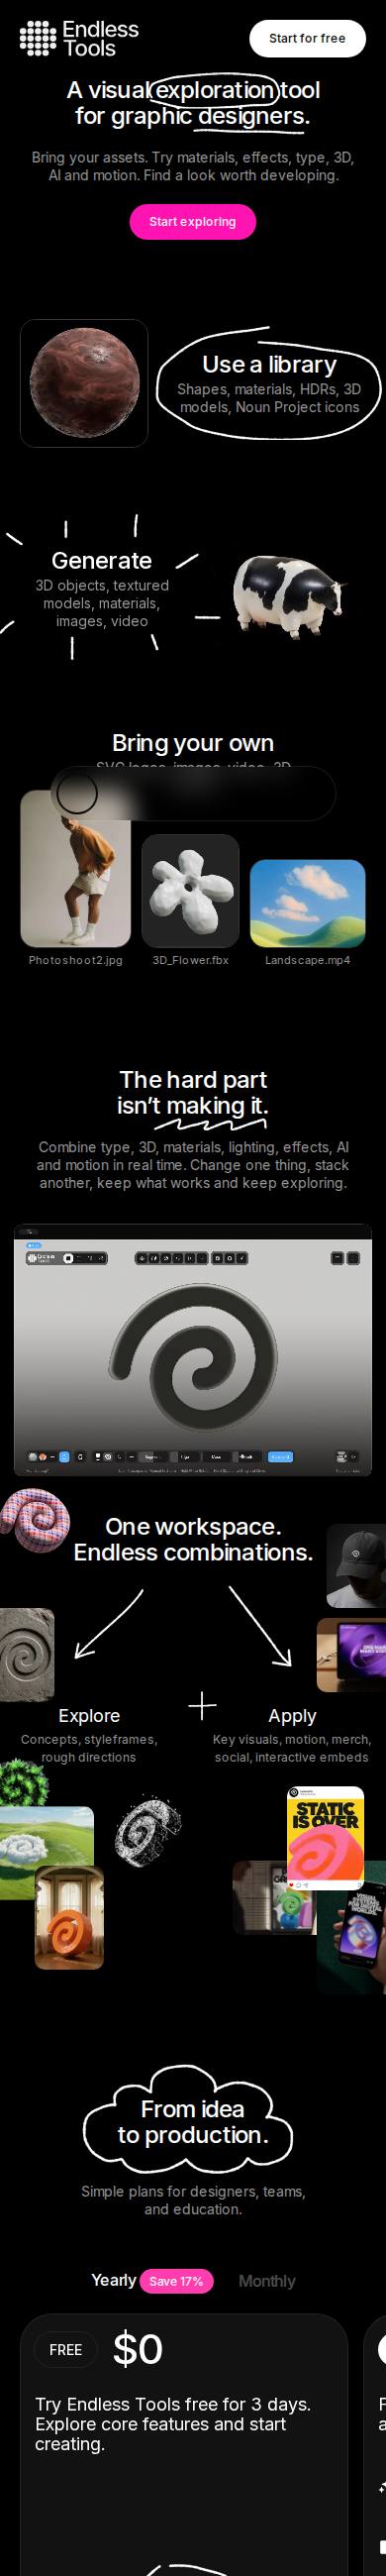 Endless
Tools
Start for free
A visual exploration tool
for graphic designers.
Bring your assets. Try materials, effects, type, 3D,
AI and motion. Find a look worth developing.
Start exploring
Use a library
Shapes, materials, HDRs, 3D
models, Noun Project icons
Generate
3D objects, textured
models, materials,
images, video
Bring your own
SVG logos, images, video, 3D
Photoshoot2.jpg
3D_Flower.fbx
Landscape.mp4
The hard part
isn’t making it.
Combine type, 3D, materials, lighting, effects, AI
and motion in real time. Change one thing, stack
another, keep what works and keep exploring.
One workspace.
Endless combinations.
Explore
Concepts, styleframes,
rough directions
Apply
Key visuals, motion, merch,
social, interactive embeds
STATIC
IS OVER
From idea
to production.
Simple plans for designers, teams,
and education.
Yearly
Save 17%
Monthly
FREE
$0
Try Endless Tools free for 3 days.
Explore core features and start
creating.